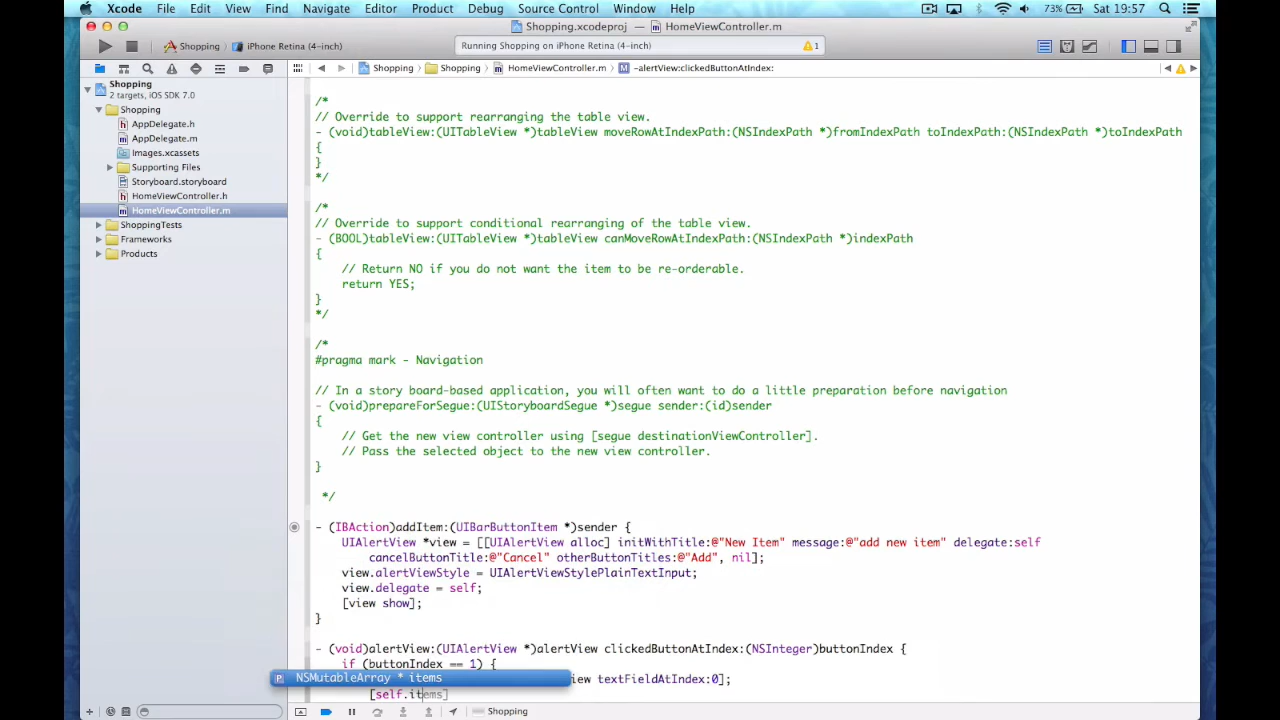 Xcode File Edit View Find Navigate Editor Product Debug Source Control Window Help 73% Sat 19:57
Shopping.xcodeproj — HomeViewController.m
Shopping iPhone Retina (4-inch) Running Shopping on iPhone Retina (4-inch) 1
Shopping Shopping HomeViewController.m M -alertView:clickedButtonAtIndex:
Shopping
2 targets, iOS SDK 7.0
Shopping
h AppDelegate.h
m AppDelegate.m
Images.xcassets
Supporting Files
Storyboard.storyboard
h HomeViewController.h
m HomeViewController.m
ShoppingTests
Frameworks
Products
/*
// Override to support rearranging the table view.
- (void)tableView:(UITableView *)tableView moveRowAtIndexPath:(NSIndexPath *)fromIndexPath toIndexPath:(NSIndexPath *)toIndexPath
{
}
*/
/*
// Override to support conditional rearranging of the table view.
- (BOOL)tableView:(UITableView *)tableView canMoveRowAtIndexPath:(NSIndexPath *)indexPath
{
// Return NO if you do not want the item to be re-orderable.
return YES;
}
*/
/*
#pragma mark - Navigation
// In a story board-based application, you will often want to do a little preparation before navigation
- (void)prepareForSegue:(UIStoryboardSegue *)segue sender:(id)sender
{
// Get the new view controller using [segue destinationViewController].
// Pass the selected object to the new view controller.
}
*/
- (IBAction)addItem:(UIBarButtonItem *)sender {
UIAlertView *view = [[UIAlertView alloc] initWithTitle:@"New Item" message:@"add new item" delegate:self
cancelButtonTitle:@"Cancel" otherButtonTitles:@"Add", nil];
view.alertViewStyle = UIAlertViewStylePlainTextInput;
view.delegate = self;
[view show];
}
- (void)alertView:(UIAlertView *)alertView clickedButtonAtIndex:(NSInteger)buttonIndex {
if (buttonIndex == 1) {
P NSMutableArray * items iew textFieldAtIndex:0];
[self.items]
Shopping